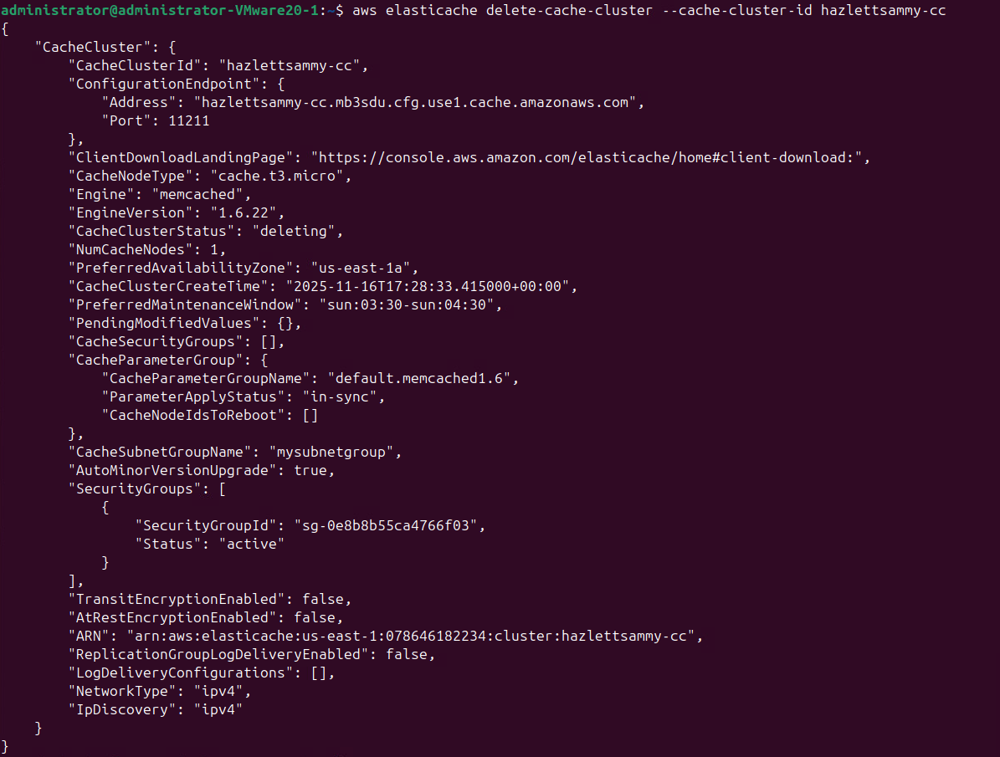 administrator@administrator-VMware20-1:~$ aws elasticache delete-cache-cluster --cache-cluster-id hazlettsammy-cc
{
    "CacheCluster": {
        "CacheClusterId": "hazlettsammy-cc",
        "ConfigurationEndpoint": {
            "Address": "hazlettsammy-cc.mb3sdu.cfg.use1.cache.amazonaws.com",
            "Port": 11211
        },
        "ClientDownloadLandingPage": "https://console.aws.amazon.com/elasticache/home#client-download:",
        "CacheNodeType": "cache.t3.micro",
        "Engine": "memcached",
        "EngineVersion": "1.6.22",
        "CacheClusterStatus": "deleting",
        "NumCacheNodes": 1,
        "PreferredAvailabilityZone": "us-east-1a",
        "CacheClusterCreateTime": "2025-11-16T17:28:33.415000+00:00",
        "PreferredMaintenanceWindow": "sun:03:30-sun:04:30",
        "PendingModifiedValues": {},
        "CacheSecurityGroups": [],
        "CacheParameterGroup": {
            "CacheParameterGroupName": "default.memcached1.6",
            "ParameterApplyStatus": "in-sync",
            "CacheNodeIdsToReboot": []
        },
        "CacheSubnetGroupName": "mysubnetgroup",
        "AutoMinorVersionUpgrade": true,
        "SecurityGroups": [
            {
                "SecurityGroupId": "sg-0e8b8b55ca4766f03",
                "Status": "active"
            }
        ],
        "TransitEncryptionEnabled": false,
        "AtRestEncryptionEnabled": false,
        "ARN": "arn:aws:elasticache:us-east-1:078646182234:cluster:hazlettsammy-cc",
        "ReplicationGroupLogDeliveryEnabled": false,
        "LogDeliveryConfigurations": [],
        "NetworkType": "ipv4",
        "IpDiscovery": "ipv4"
    }
}